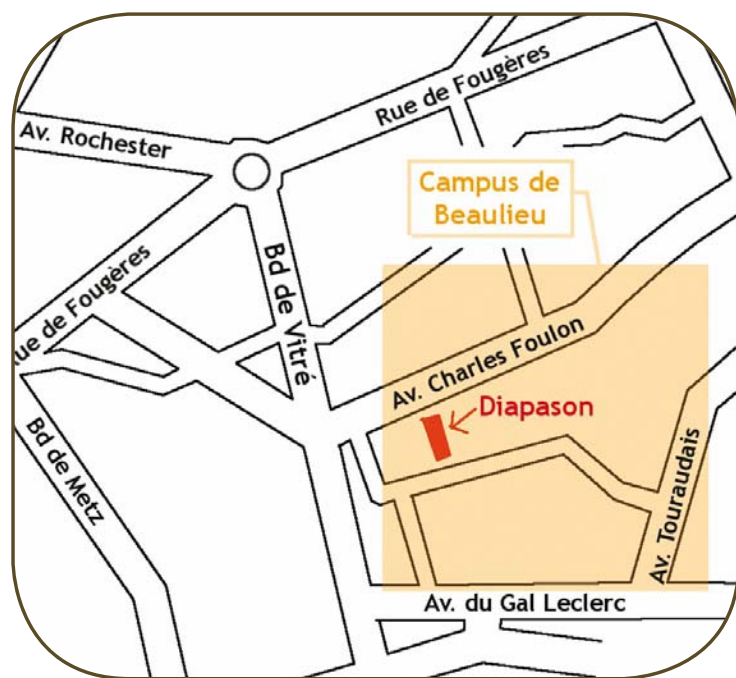 Rue de Fougères
Av. Rochester
Campus de
Beaulieu
Bd de Vitré
Rue de Fougères
Av. Charles Foulon
Diapason
Bd de Metz
Av. Touraudais
Av. du Gal Leclerc